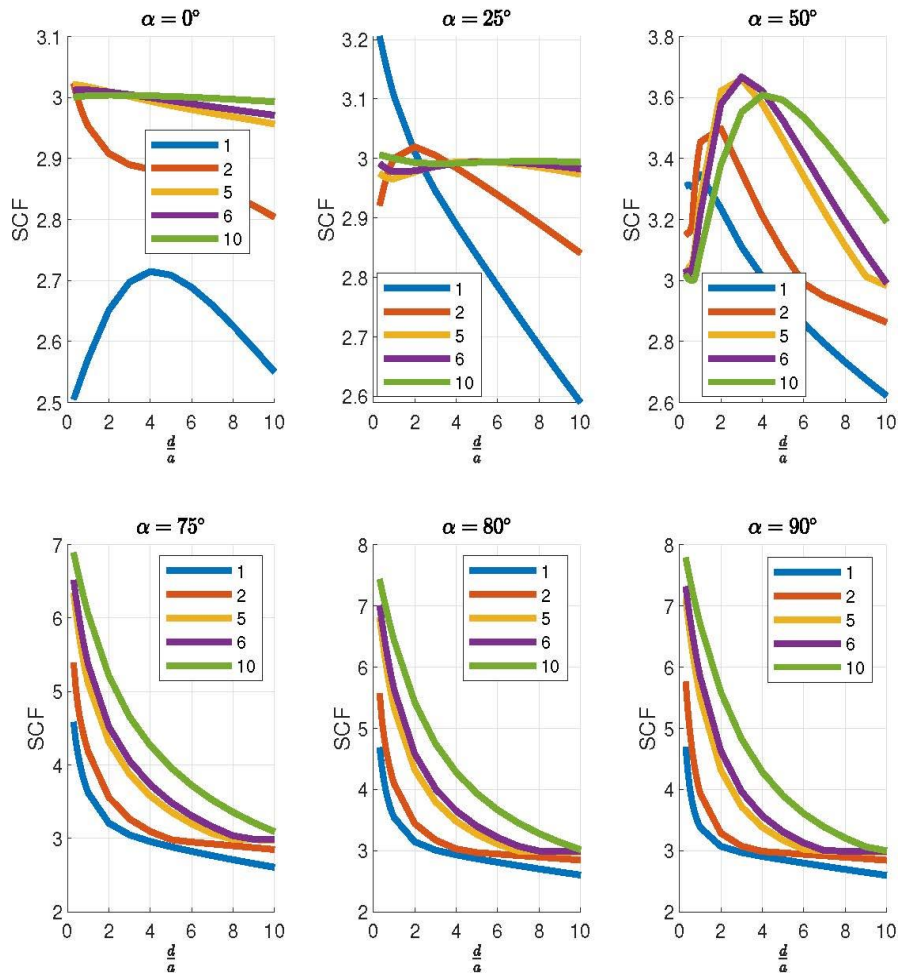 α = 0°
3.1
3
2.9
2.8
2.7
2.6
2.5
SCF
1
2
5
6
10
0 2 4 6 8 10
d/a
α = 25°
3.2
3.1
3
2.9
2.8
2.7
2.6
SCF
1
2
5
6
10
0 2 4 6 8 10
d/a
α = 50°
3.8
3.6
3.4
3.2
3
2.8
2.6
SCF
1
2
5
6
10
0 2 4 6 8 10
d/a
α = 75°
7
6
5
4
3
2
SCF
1
2
5
6
10
0 2 4 6 8 10
d/a
α = 80°
8
7
6
5
4
3
2
SCF
1
2
5
6
10
0 2 4 6 8 10
d/a
α = 90°
8
7
6
5
4
3
2
SCF
1
2
5
6
10
0 2 4 6 8 10
d/a